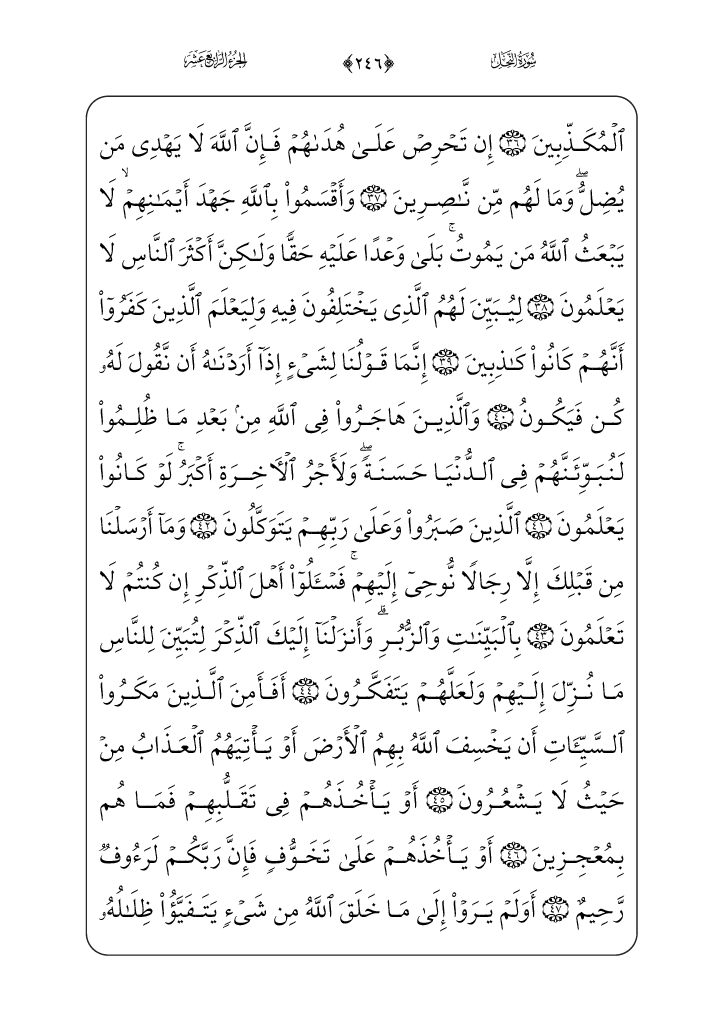 سُورَةُ النَّحْلِ ﴿٢٤٦﴾ الجُزْءُ الرَّابِعَ عَشَرَ
ٱلۡمُكَذِّبِينَ ٣٦ إِن تَحۡرِصۡ عَلَىٰ هُدَىٰهُمۡ فَإِنَّ ٱللَّهَ لَا يَهۡدِي مَن
يُضِلُّۖ وَمَا لَهُم مِّن نَّـٰصِرِينَ ٣٧ وَأَقۡسَمُواْ بِٱللَّهِ جَهۡدَ أَيۡمَـٰنِهِمۡۙ لَا
يَبۡعَثُ ٱللَّهُ مَن يَمُوتُۚ بَلَىٰ وَعۡدًا عَلَيۡهِ حَقًّا وَلَـٰكِنَّ أَكۡثَرَ ٱلنَّاسِ لَا
يَعۡلَمُونَ ٣٨ لِيُبَيِّنَ لَهُمُ ٱلَّذِي يَخۡتَلِفُونَ فِيهِ وَلِيَعۡلَمَ ٱلَّذِينَ كَفَرُوٓاْ
أَنَّهُمۡ كَانُواْ كَـٰذِبِينَ ٣٩ إِنَّمَا قَوۡلُنَا لِشَيۡءٍ إِذَآ أَرَدۡنَـٰهُ أَن نَّقُولَ لَهُۥ
كُن فَيَكُونُ ٤٠ وَٱلَّذِينَ هَاجَرُواْ فِي ٱللَّهِ مِنۢ بَعۡدِ مَا ظُلِمُواْ
لَنُبَوِّئَنَّهُمۡ فِي ٱلدُّنۡيَا حَسَنَةٗۖ وَلَأَجۡرُ ٱلۡأٓخِرَةِ أَكۡبَرُۚ لَوۡ كَانُواْ
يَعۡلَمُونَ ٤١ ٱلَّذِينَ صَبَرُواْ وَعَلَىٰ رَبِّهِمۡ يَتَوَكَّلُونَ ٤٢ وَمَآ أَرۡسَلۡنَا
مِن قَبۡلِكَ إِلَّا رِجَالًا نُّوحِيٓ إِلَيۡهِمۡۚ فَسۡـَٔلُوٓاْ أَهۡلَ ٱلذِّكۡرِ إِن كُنتُمۡ لَا
تَعۡلَمُونَ ٤٣ بِٱلۡبَيِّنَـٰتِ وَٱلزُّبُرِۗ وَأَنزَلۡنَآ إِلَيۡكَ ٱلذِّكۡرَ لِتُبَيِّنَ لِلنَّاسِ
مَا نُزِّلَ إِلَيۡهِمۡ وَلَعَلَّهُمۡ يَتَفَكَّرُونَ ٤٤ أَفَأَمِنَ ٱلَّذِينَ مَكَرُواْ
ٱلسَّيِّـَٔاتِ أَن يَخۡسِفَ ٱللَّهُ بِهِمُ ٱلۡأَرۡضَ أَوۡ يَأۡتِيَهُمُ ٱلۡعَذَابُ مِنۡ
حَيۡثُ لَا يَشۡعُرُونَ ٤٥ أَوۡ يَأۡخُذَهُمۡ فِي تَقَلُّبِهِمۡ فَمَا هُم
بِمُعۡجِزِينَ ٤٦ أَوۡ يَأۡخُذَهُمۡ عَلَىٰ تَخَوُّفٍ فَإِنَّ رَبَّكُمۡ لَرَءُوفٌ
رَّحِيمٌ ٤٧ أَوَلَمۡ يَرَوۡاْ إِلَىٰ مَا خَلَقَ ٱللَّهُ مِن شَيۡءٍ يَتَفَيَّؤُاْ ظِلَـٰلُهُۥ